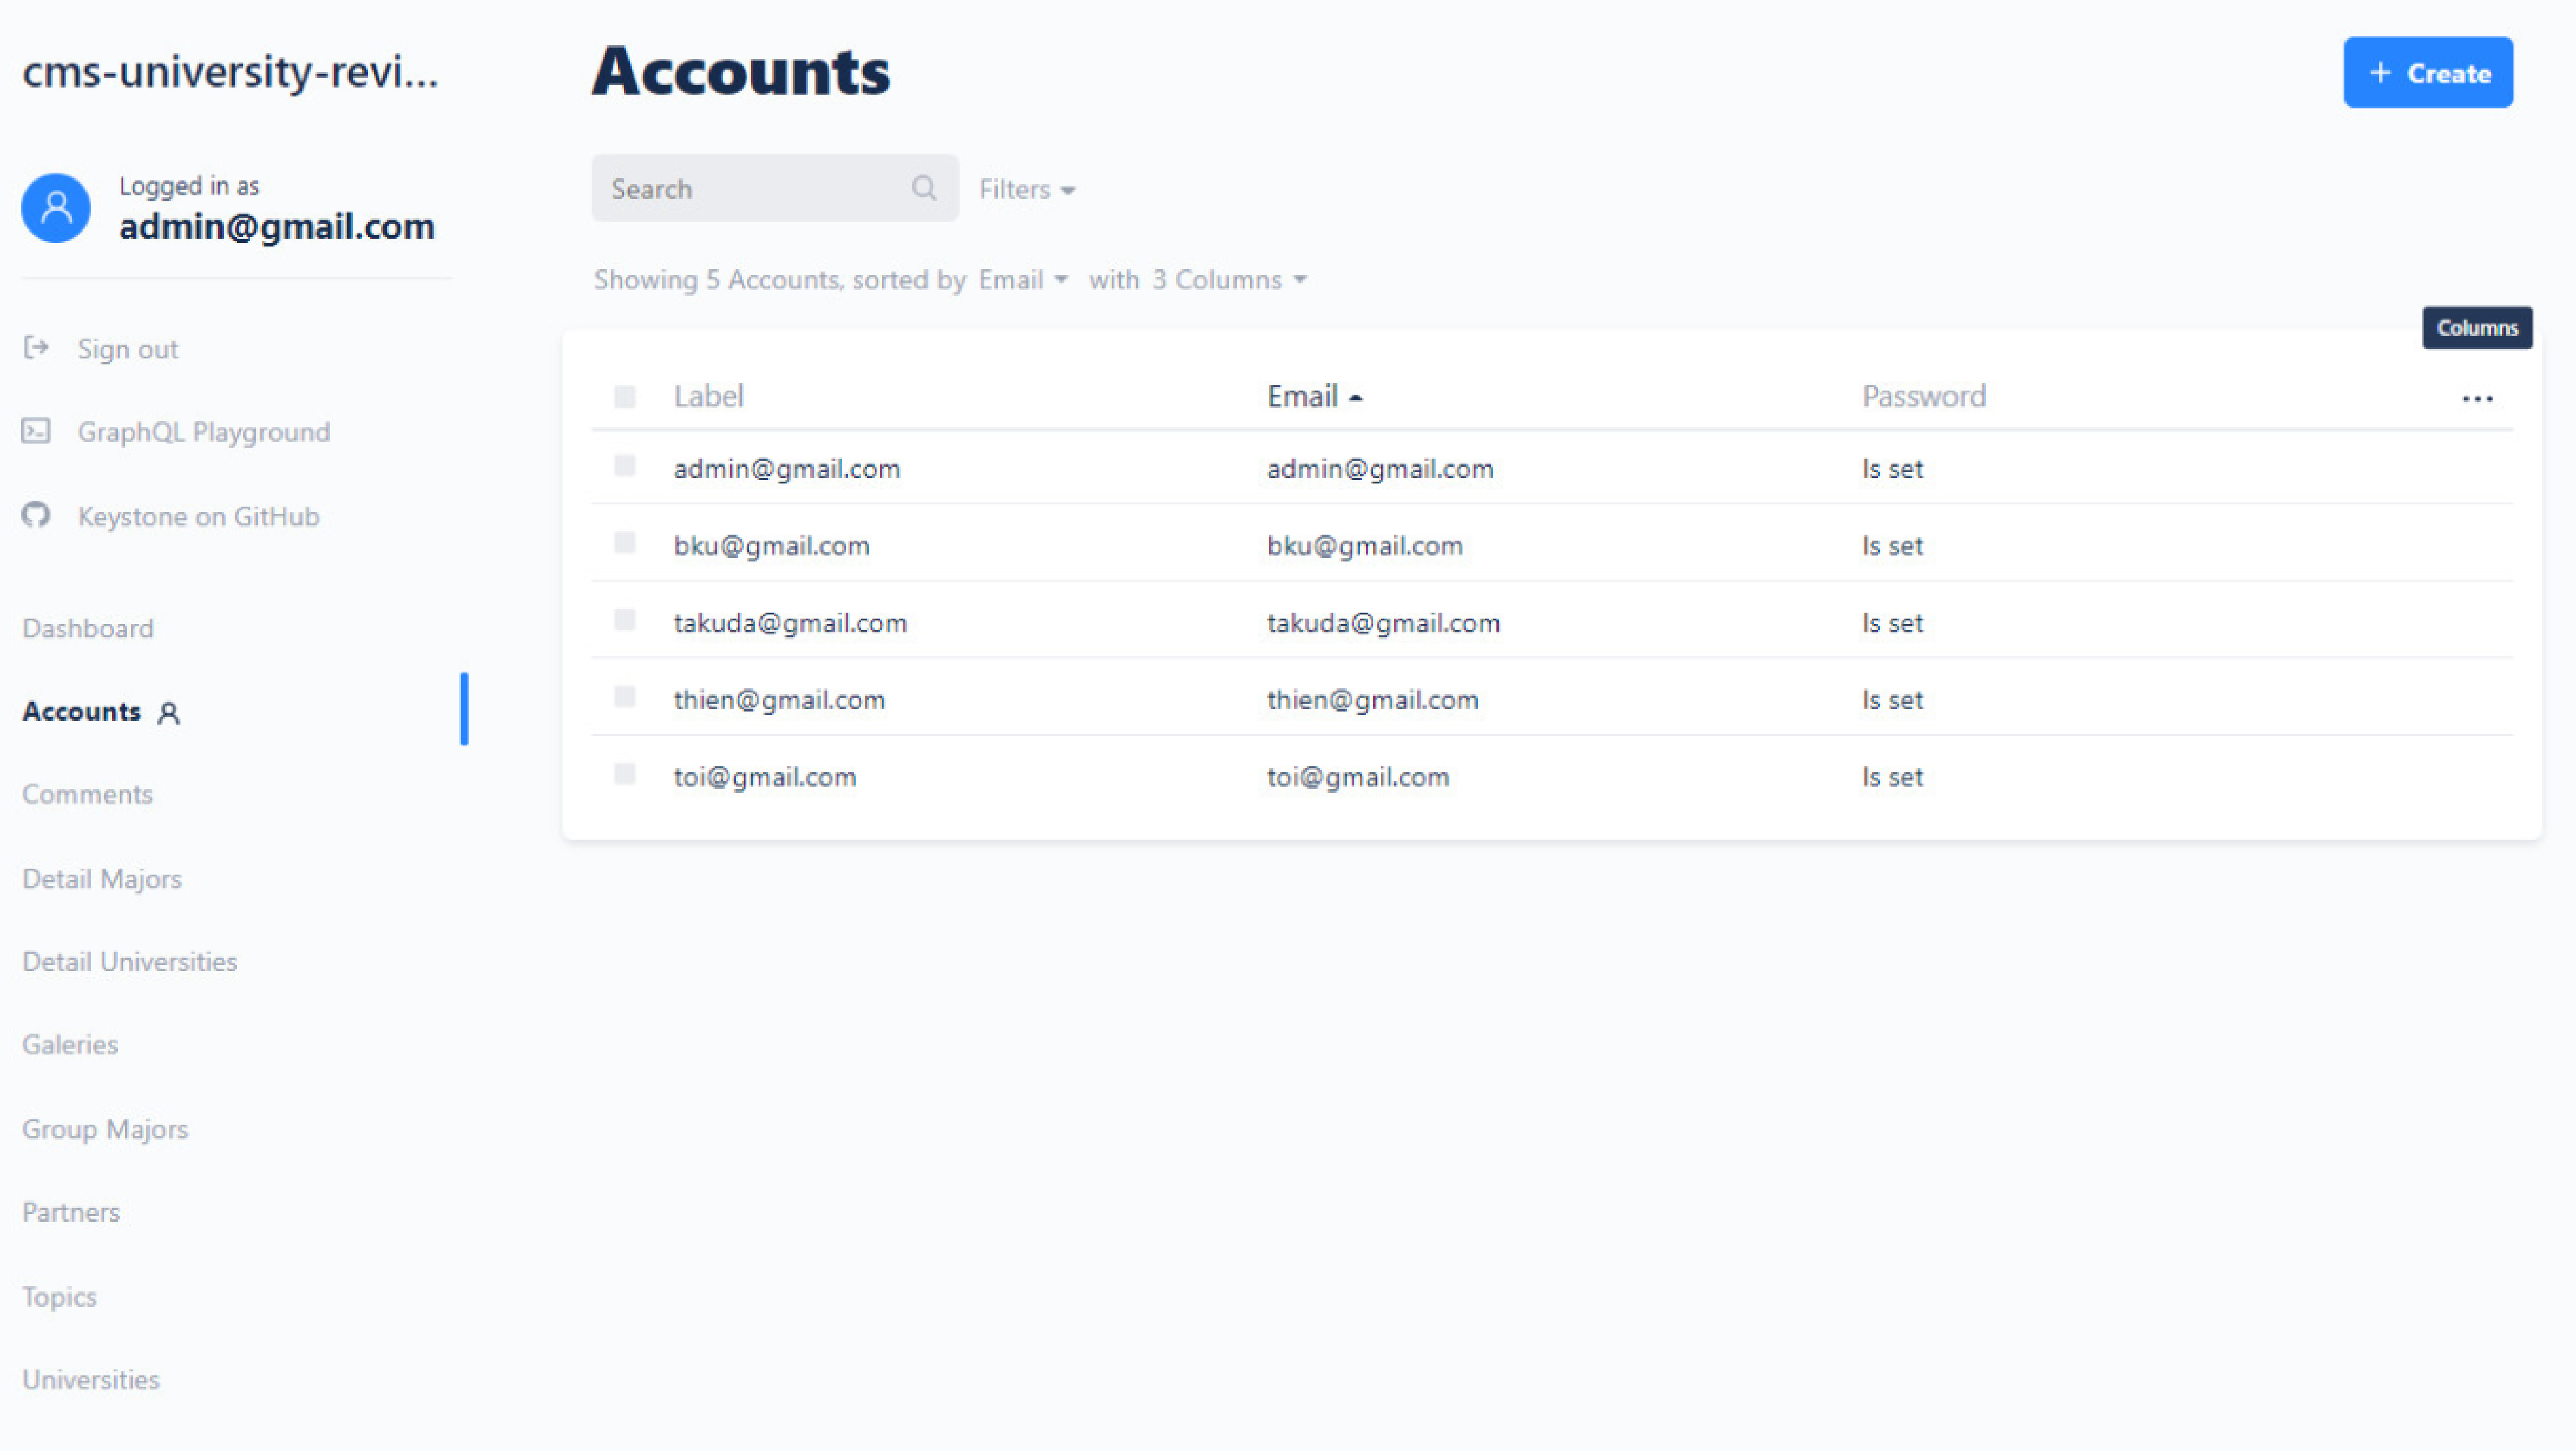 cms-university-revi...
Logged in as
admin@gmail.com
Sign out
GraphQL Playground
Keystone on GitHub
Dashboard
Accounts
Comments
Detail Majors
Detail Universities
Galeries
Group Majors
Partners
Topics
Universities
Accounts
+ Create
Search
Filters
Showing 5 Accounts, sorted by Email with 3 Columns
Columns
Label Email Password ...
admin@gmail.com admin@gmail.com Is set
bku@gmail.com bku@gmail.com Is set
takuda@gmail.com takuda@gmail.com Is set
thien@gmail.com thien@gmail.com Is set
toi@gmail.com toi@gmail.com Is set